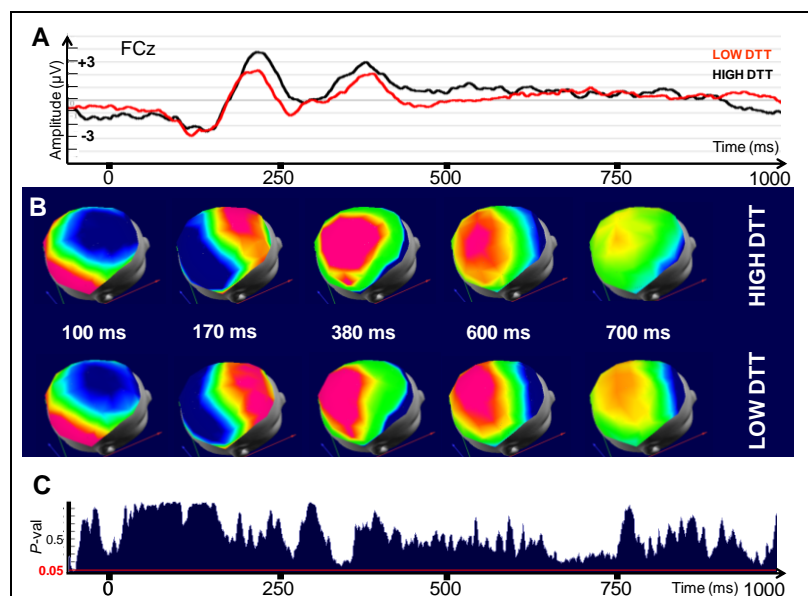 A
FCz
LOW DTT
HIGH DTT
+3
-3
Amplitude (µV)
Time (ms)
0 250 500 750 1000
B
HIGH DTT
100 ms 170 ms 380 ms 600 ms 700 ms
LOW DTT
C
P-val
0.5
0.05
0 250 500 750 Time (ms) 1000